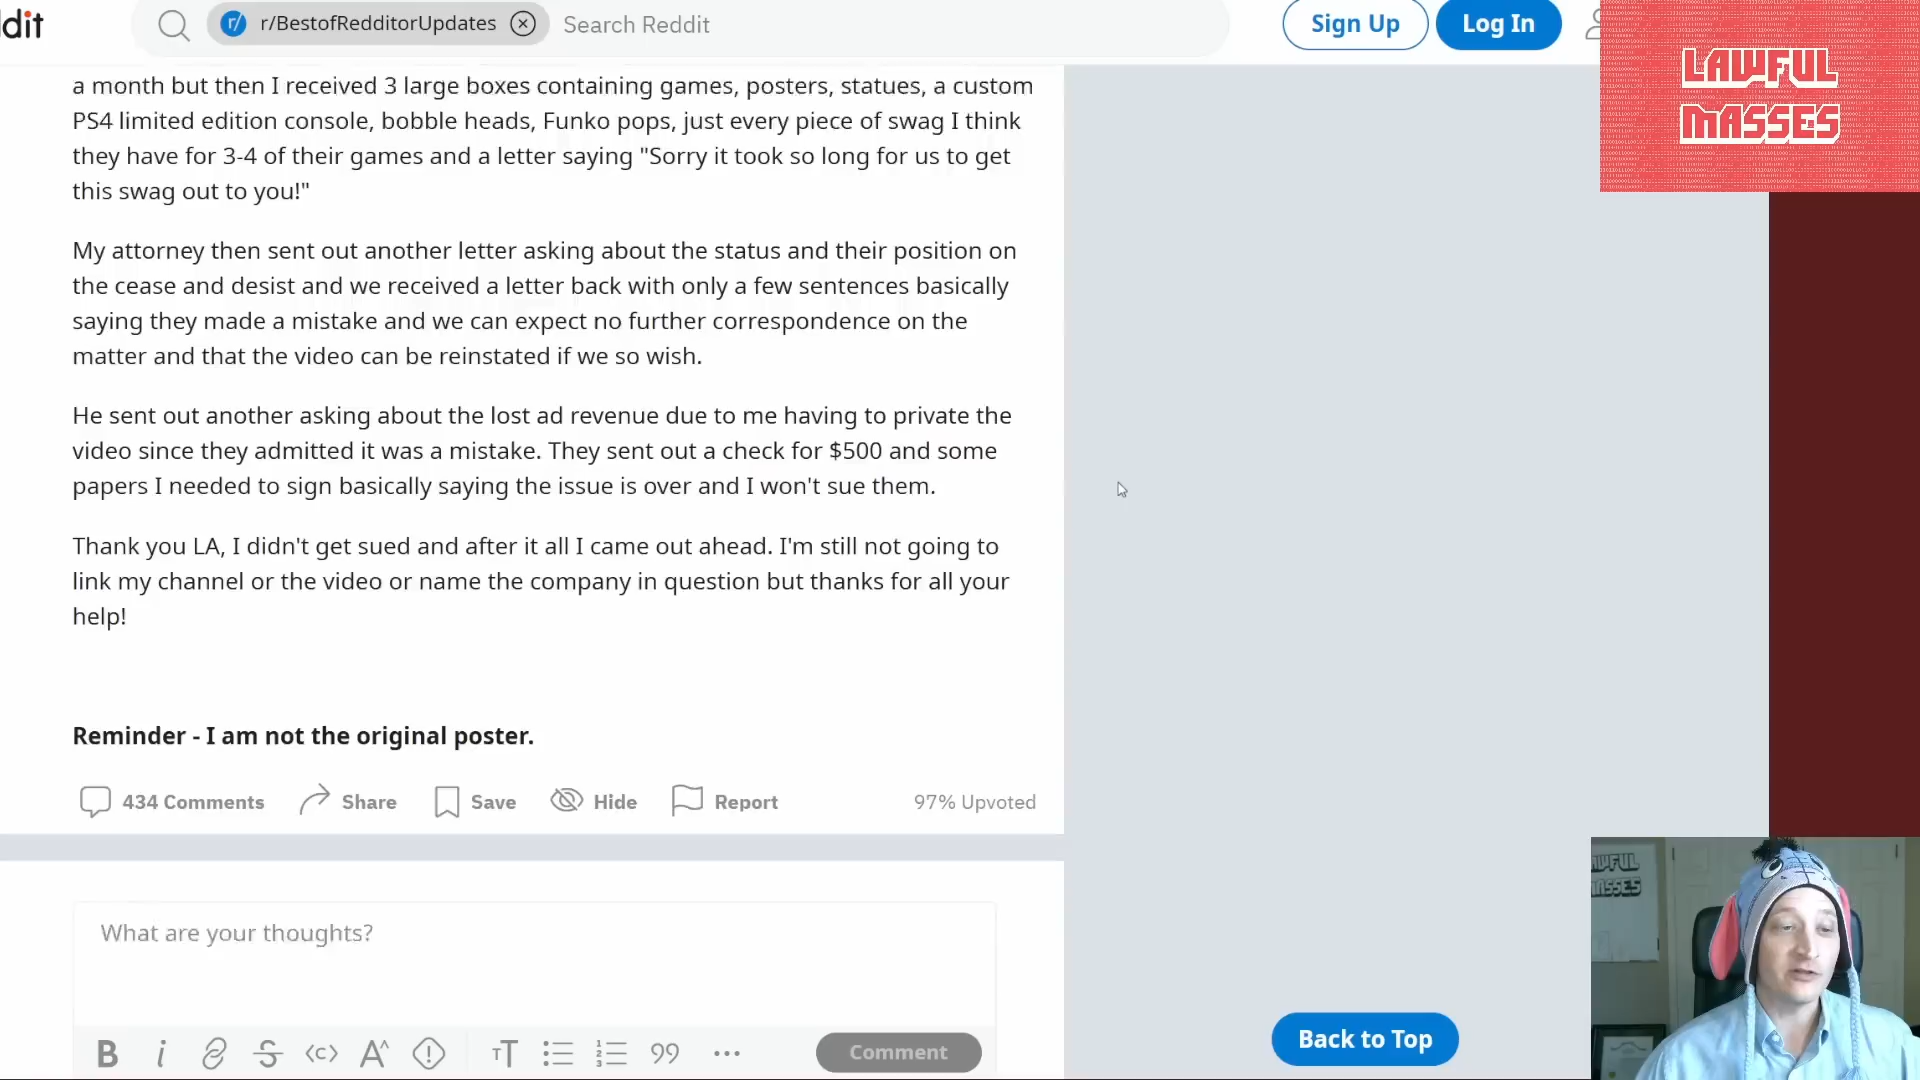 dit
r/
r/BestofRedditorUpdates
Search Reddit
Sign Up
Log In
LAWFUL
MASSES
a month but then I received 3 large boxes containing games, posters, statues, a custom
PS4 limited edition console, bobble heads, Funko pops, just every piece of swag I think
they have for 3-4 of their games and a letter saying "Sorry it took so long for us to get
this swag out to you!"
My attorney then sent out another letter asking about the status and their position on
the cease and desist and we received a letter back with only a few sentences basically
saying they made a mistake and we can expect no further correspondence on the
matter and that the video can be reinstated if we so wish.
He sent out another asking about the lost ad revenue due to me having to private the
video since they admitted it was a mistake. They sent out a check for $500 and some
papers I needed to sign basically saying the issue is over and I won't sue them.
Thank you LA, I didn't get sued and after it all I came out ahead. I'm still not going to
link my channel or the video or name the company in question but thanks for all your
help!
Reminder - I am not the original poster.
434 Comments
Share
Save
Hide
Report
97% Upvoted
What are your thoughts?
B i <c> A^ TT 99 ...
Comment
Back to Top
AWFUL
ASSES